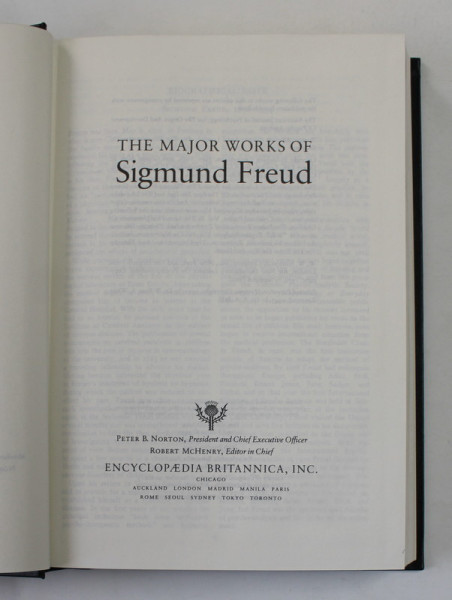 THE MAJOR WORKS OF
Sigmund Freud
PETER B. NORTON, President and Chief Executive Officer
ROBERT MCHENRY, Editor in Chief
ENCYCLOPÆDIA BRITANNICA, INC.
CHICAGO
AUCKLAND LONDON MADRID MANILA PARIS
ROME SEOUL SYDNEY TOKYO TORONTO